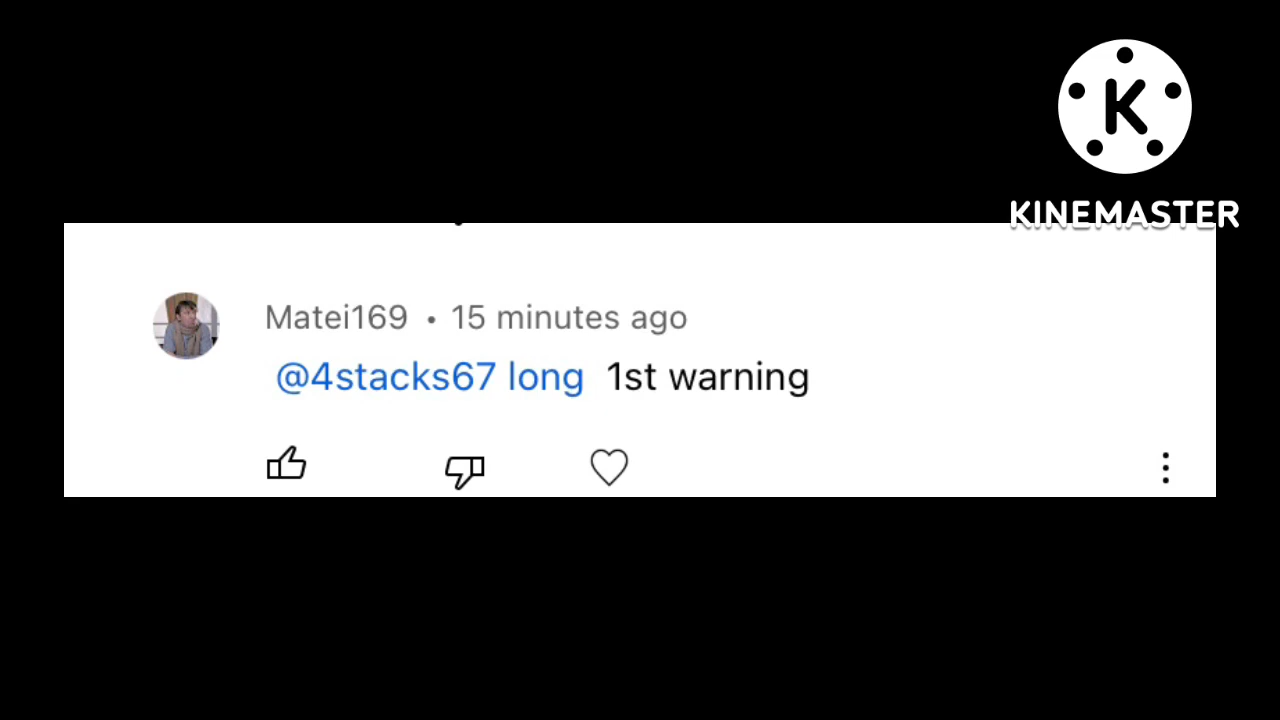 K
KINEMASTER
Matei169 • 15 minutes ago
@4stacks67 long 1st warning